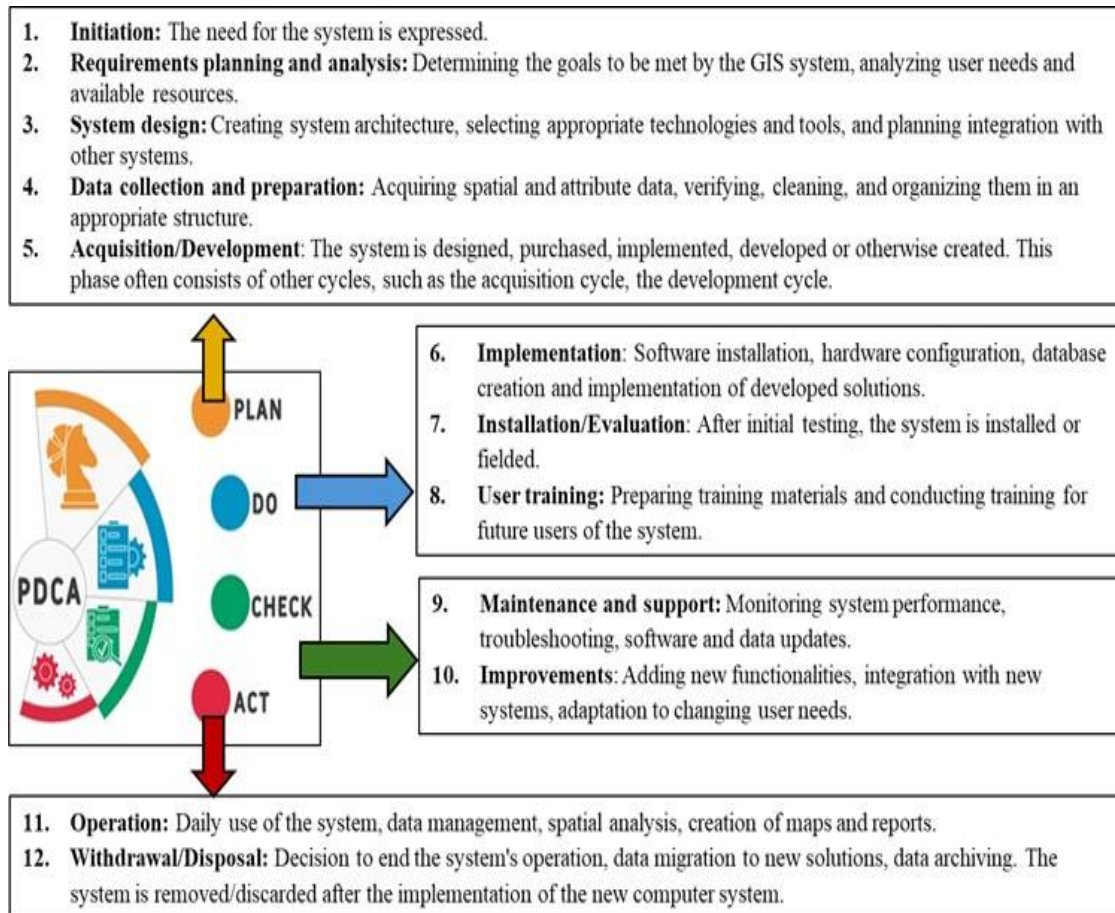 1. Initiation: The need for the system is expressed.
2. Requirements planning and analysis: Determining the goals to be met by the GIS system, analyzing user needs and
available resources.
3. System design: Creating system architecture, selecting appropriate technologies and tools, and planning integration with
other systems.
4. Data collection and preparation: Acquiring spatial and attribute data, verifying, cleaning, and organizing them in an
appropriate structure.
5. Acquisition/Development: The system is designed, purchased, implemented, developed or otherwise created. This
phase often consists of other cycles, such as the acquisition cycle, the development cycle.
PDCA
PLAN
DO
CHECK
ACT
6. Implementation: Software installation, hardware configuration, database
creation and implementation of developed solutions.
7. Installation/Evaluation: After initial testing, the system is installed or
fielded.
8. User training: Preparing training materials and conducting training for
future users of the system.
9. Maintenance and support: Monitoring system performance,
troubleshooting, software and data updates.
10. Improvements: Adding new functionalities, integration with new
systems, adaptation to changing user needs.
11. Operation: Daily use of the system, data management, spatial analysis, creation of maps and reports.
12. Withdrawal/Disposal: Decision to end the system's operation, data migration to new solutions, data archiving. The
system is removed/discarded after the implementation of the new computer system.